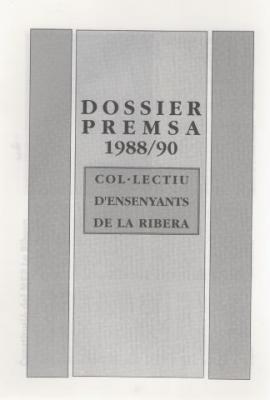 DOSSIER
PREMSA
1988/90
COL·LECTIU
D'ENSENYANTS
DE LA RIBERA